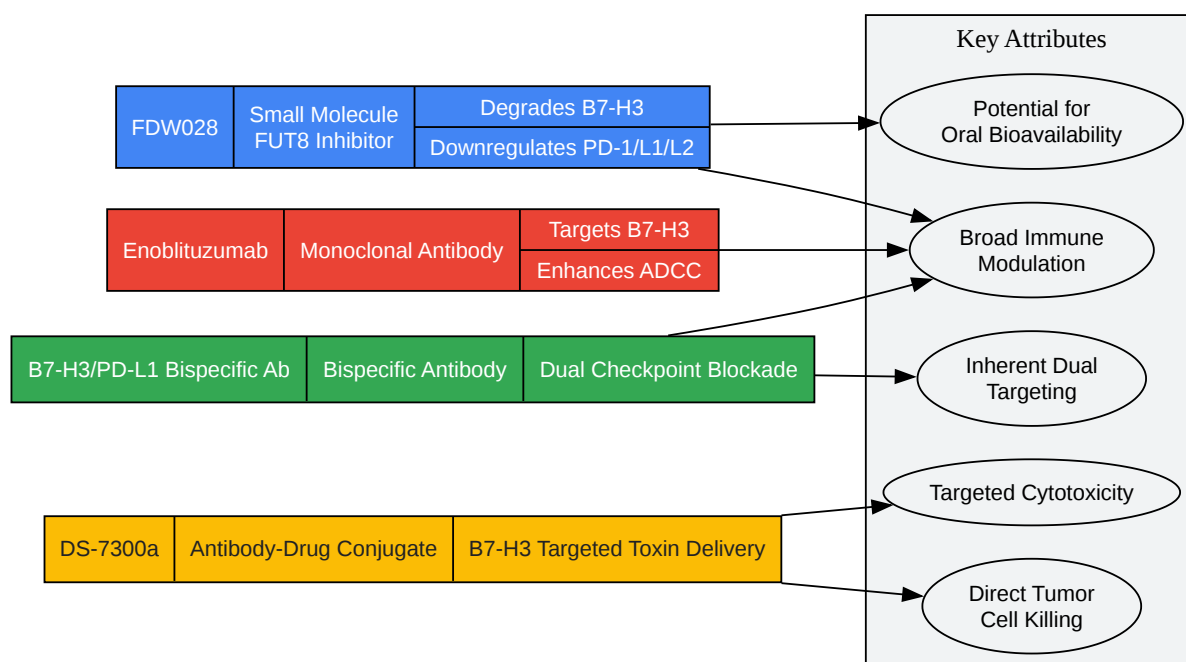 Key Attributes
FDW028
Small Molecule
FUT8 Inhibitor
Degrades B7-H3
Downregulates PD-1/L1/L2
Potential for
Oral Bioavailability
Enoblituzumab
Monoclonal Antibody
Targets B7-H3
Enhances ADCC
Broad Immune
Modulation
B7-H3/PD-L1 Bispecific Ab
Bispecific Antibody
Dual Checkpoint Blockade
Inherent Dual
Targeting
DS-7300a
Antibody-Drug Conjugate
B7-H3 Targeted Toxin Delivery
Targeted Cytotoxicity
Direct Tumor
Cell Killing